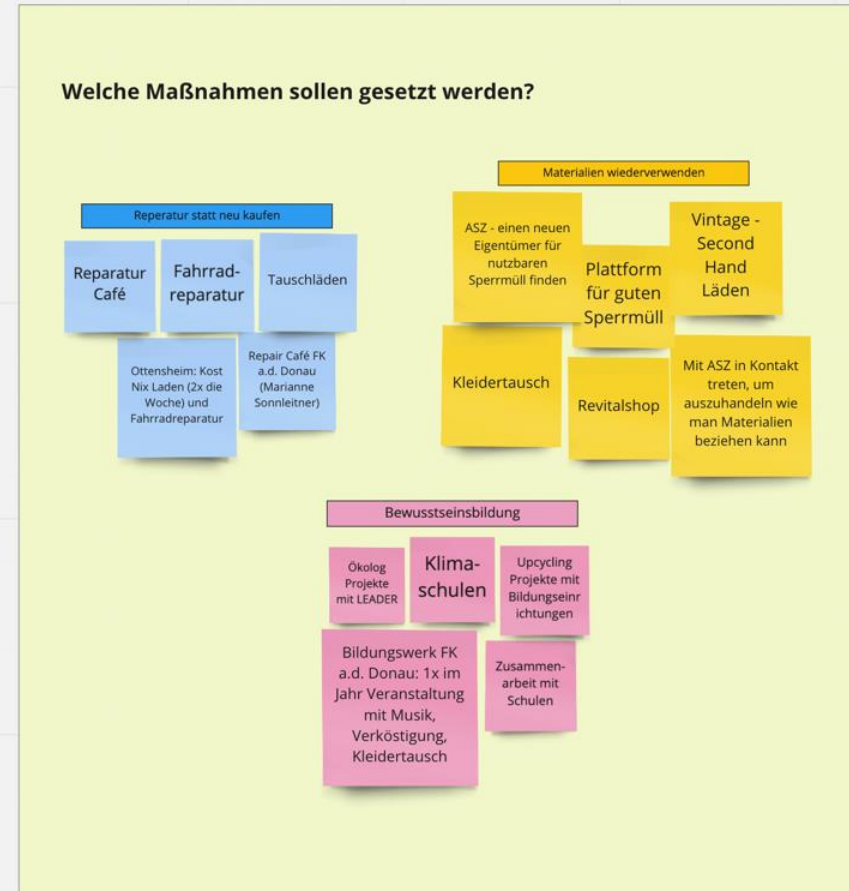 Welche Maßnahmen sollen gesetzt werden?
Reperatur statt neu kaufen
Reparatur
Café
Fahrrad-
reparatur
Tauschläden
Ottensheim: Kost
Nix Laden (2x die
Woche) und
Fahrradreparatur
Repair Café FK
a.d. Donau
(Marianne
Sonnleitner)
Materialien wiederverwenden
ASZ - einen neuen
Eigentümer für
nutzbaren
Sperrmüll finden
Plattform
für guten
Sperrmüll
Vintage -
Second
Hand
Läden
Kleidertausch
Revitalshop
Mit ASZ in Kontakt
treten, um
auszuhandeln wie
man Materialien
beziehen kann
Bewusstseinsbildung
Ökolog
Projekte
mit LEADER
Klima-
schulen
Upcycling
Projekte mit
Bildungseinr
ichtungen
Bildungswerk FK
a.d. Donau: 1x im
Jahr Veranstaltung
mit Musik,
Verköstigung,
Kleidertausch
Zusammen-
arbeit mit
Schulen